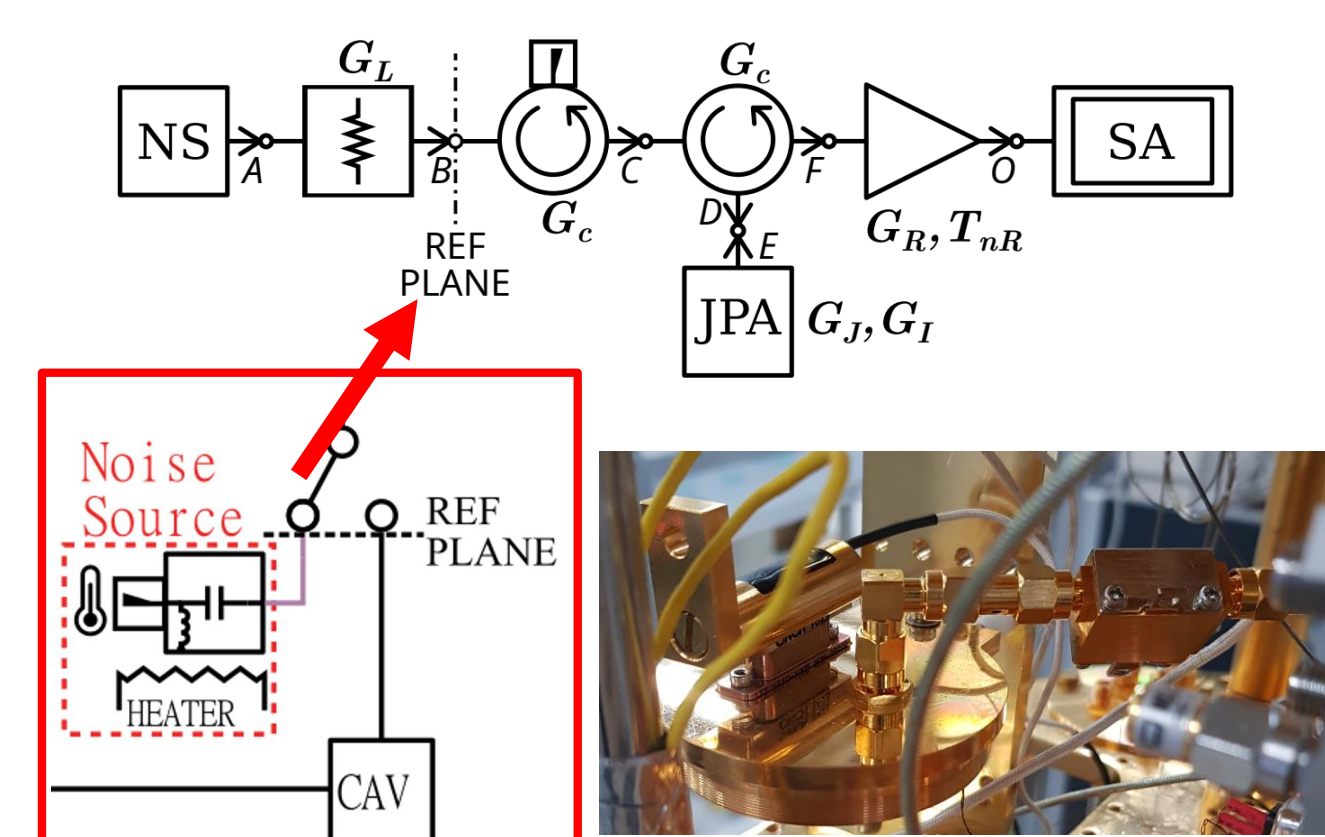 G_L
G_c
NS
SA
A
B
C
F
O
D
G_c
G_R, T_nR
REF
PLANE
E
JPA
G_J, G_I
Noise
Source
REF
PLANE
HEATER
CAV